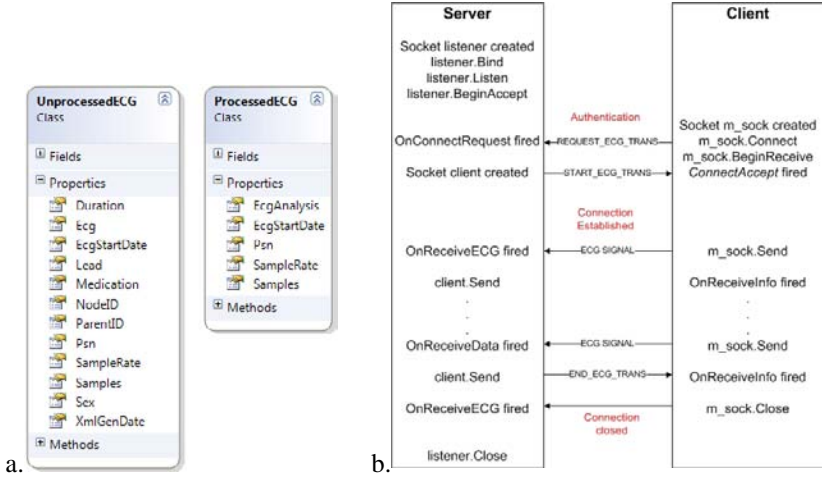 UnprocessedECG
Class
Fields
Properties
Duration
Ecg
EcgStartDate
Lead
Medication
NodeID
ParentID
Psn
SampleRate
Samples
Sex
XmlGenDate
Methods
ProcessedECG
Class
Fields
Properties
EcgAnalysis
EcgStartDate
Psn
SampleRate
Samples
Methods
a.
Server
Client
Socket listener created
listener.Bind
listener.Listen
listener.BeginAccept
Authentication
Socket m_sock created
OnConnectRequest fired
REQUEST_ECG_TRANS
m_sock.Connect
m_sock.BeginReceive
Socket client created
START_ECG_TRANS
ConnectAccept fired
Connection
Established
OnReceiveECG fired
ECG SIGNAL
m_sock.Send
client.Send
OnReceiveInfo fired
.
.
.
.
.
.
OnReceiveData fired
ECG SIGNAL
m_sock.Send
client.Send
END_ECG_TRANS
OnReceiveInfo fired
OnReceiveECG fired
m_sock.Close
Connection
closed
listener.Close
b.